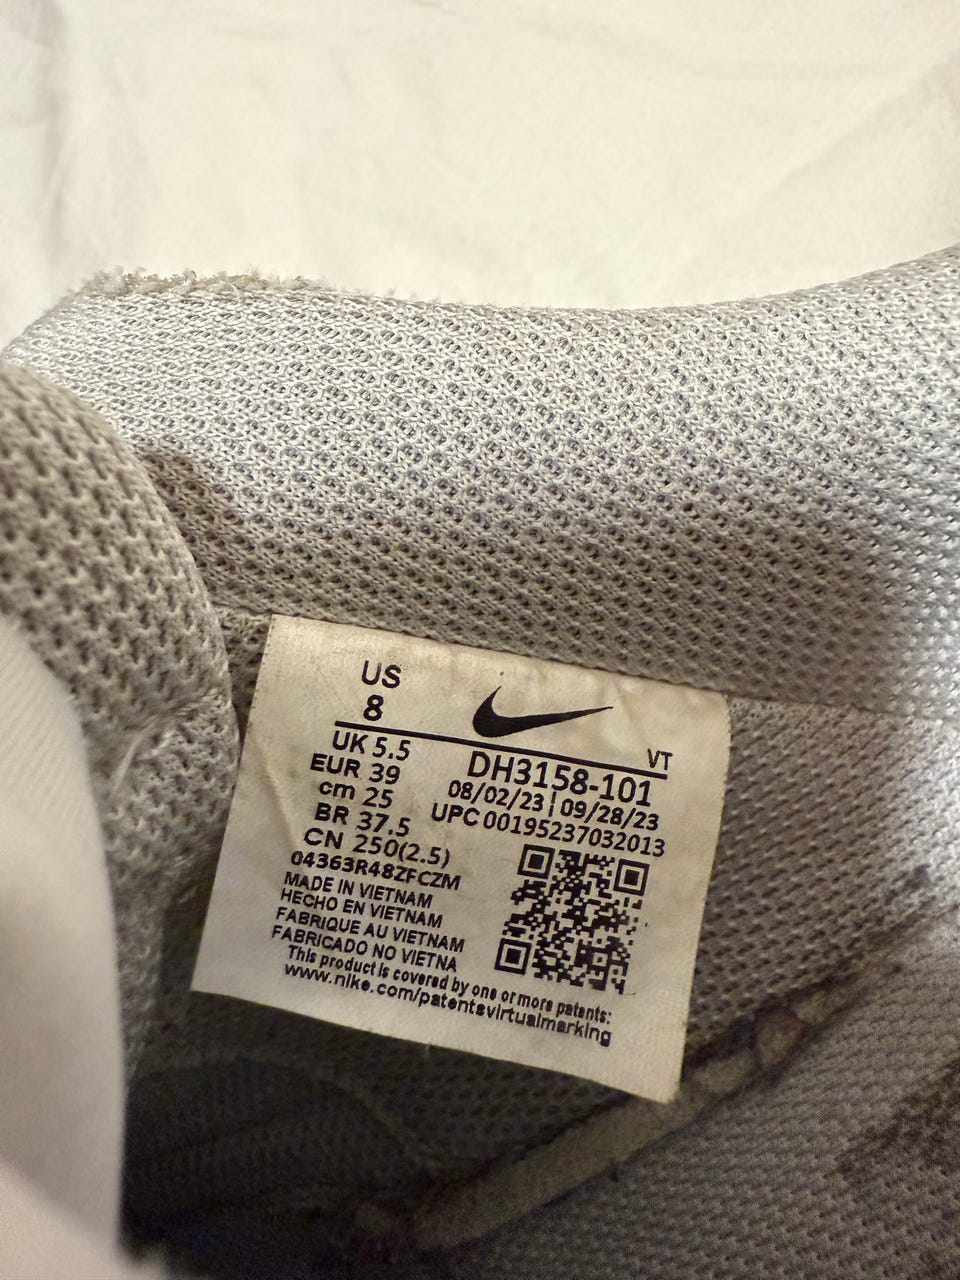 US
8
UK 5.5
EUR 39
cm 25
BR 37.5
CN 250(2.5)
04363R48ZFCZM
MADE IN VIETNAM
HECHO EN VIETNAM
FABRIQUE AU VIETNAM
FABRICADO NO VIETNA
VT
DH3158-101
08/02/23 | 09/28/23
UPC 00195237032013
This product is covered by one or more patents:
www.nike.com/patentsvirtualmarking